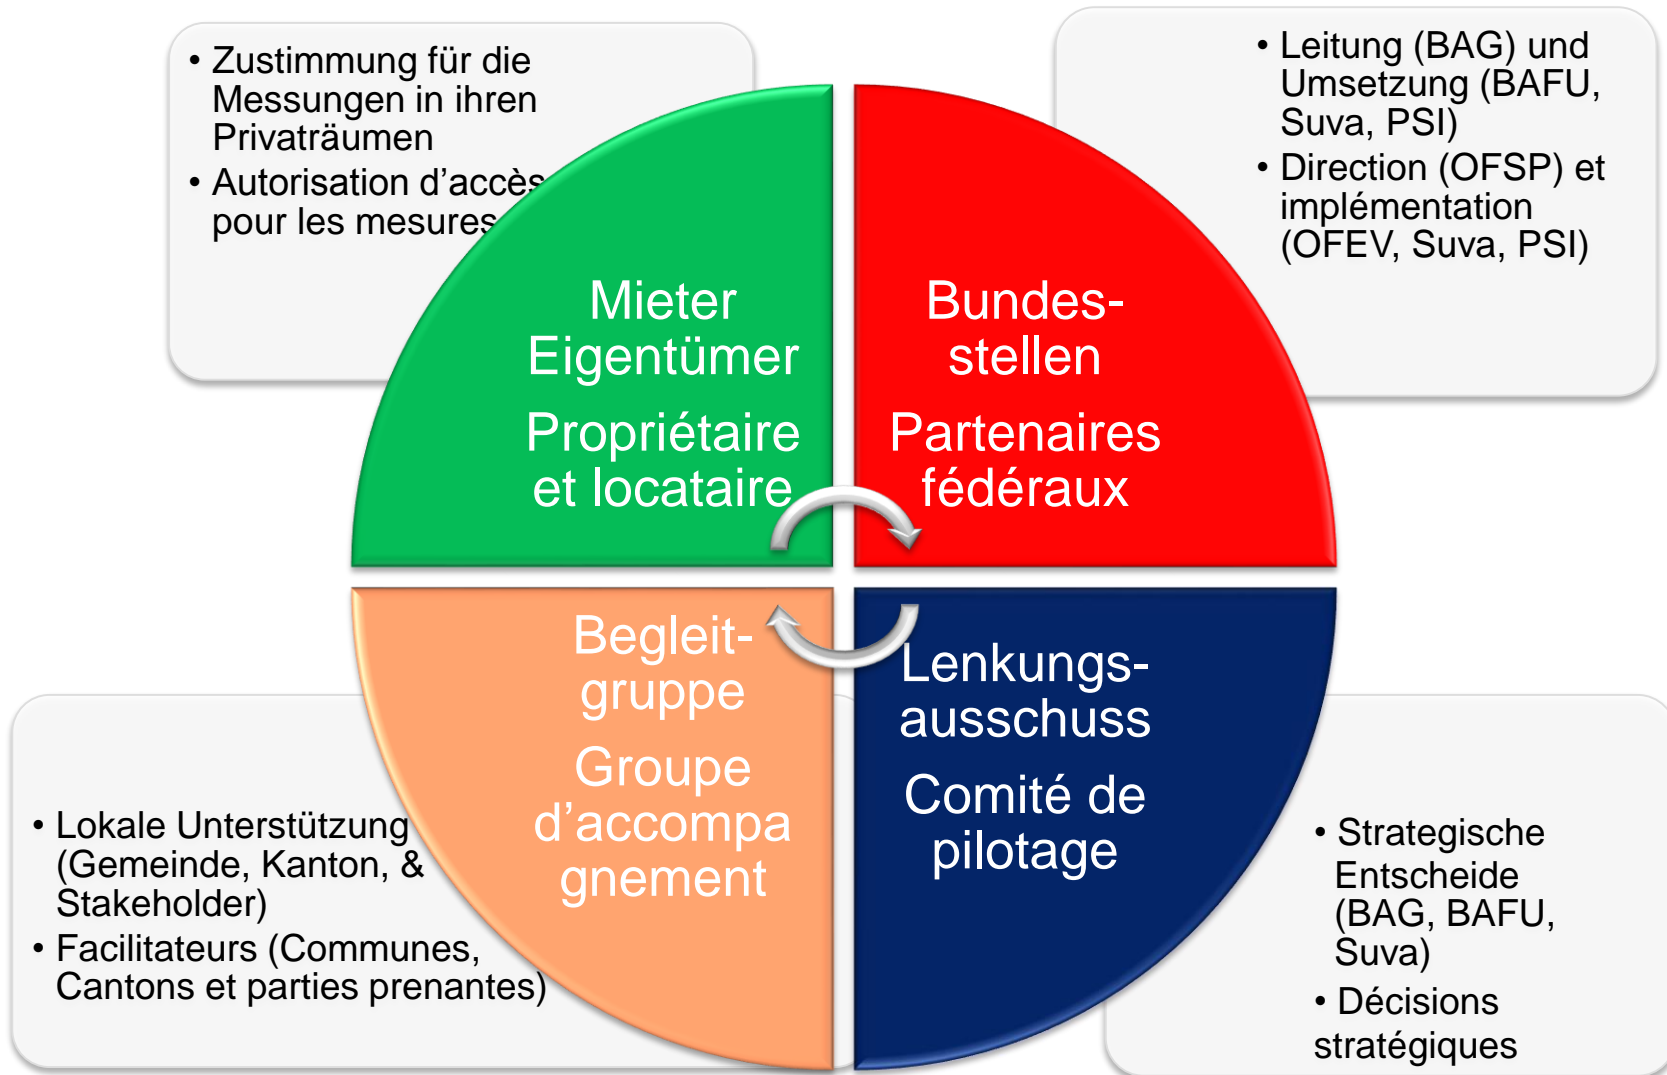 • Zustimmung für die
Messungen in ihren
Privaträumen
• Autorisation d’accès
pour les mesures
• Leitung (BAG) und
Umsetzung (BAFU,
Suva, PSI)
• Direction (OFSP) et
implémentation
(OFEV, Suva, PSI)
Mieter
Eigentümer
Propriétaire
et locataire
Bundes-
stellen
Partenaires
fédéraux
Begleit-
gruppe
Groupe
d’accompa
gnement
Lenkungs-
ausschuss
Comité de
pilotage
• Lokale Unterstützung
(Gemeinde, Kanton, &
Stakeholder)
• Facilitateurs (Communes,
Cantons et parties prenantes)
• Strategische
Entscheide
(BAG, BAFU,
Suva)
• Décisions
stratégiques